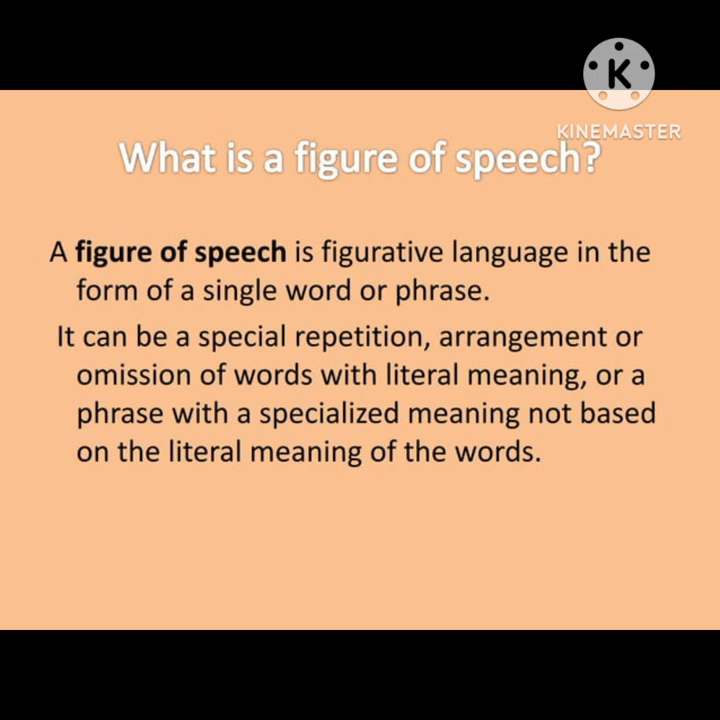 K
KINEMASTER
What is a figure of speech?
A figure of speech is figurative language in the
form of a single word or phrase.
It can be a special repetition, arrangement or
omission of words with literal meaning, or a
phrase with a specialized meaning not based
on the literal meaning of the words.